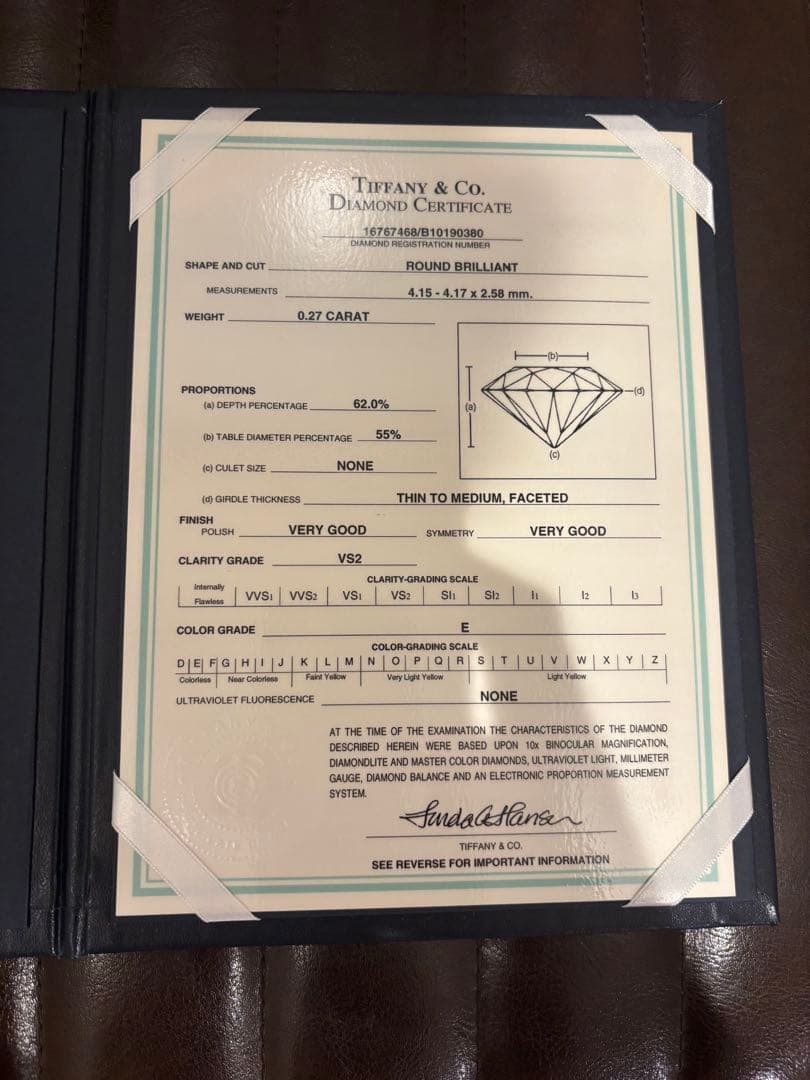 TIFFANY & CO.
DIAMOND CERTIFICATE
16767468/B10190380
DIAMOND REGISTRATION NUMBER
SHAPE AND CUT ROUND BRILLIANT
MEASUREMENTS 4.15 - 4.17 x 2.58 mm.
WEIGHT 0.27 CARAT
PROPORTIONS
(a) DEPTH PERCENTAGE 62.0%
(b) TABLE DIAMETER PERCENTAGE 55%
(c) CULET SIZE NONE
(b)
(a)
(d)
(c)
(d) GIRDLE THICKNESS THIN TO MEDIUM, FACETED
FINISH
POLISH VERY GOOD SYMMETRY VERY GOOD
CLARITY GRADE VS2
CLARITY-GRADING SCALE
Internally
Flawless VVS1 VVS2 VS1 VS2 SI1 SI2 I1 I2 I3
COLOR GRADE E
COLOR-GRADING SCALE
D E F G H I J K L M N O P Q R S T U V W X Y Z
Colorless Near Colorless Faint Yellow Very Light Yellow Light Yellow
ULTRAVIOLET FLUORESCENCE NONE
AT THE TIME OF THE EXAMINATION THE CHARACTERISTICS OF THE DIAMOND
DESCRIBED HEREIN WERE BASED UPON 10x BINOCULAR MAGNIFICATION,
DIAMONDLITE AND MASTER COLOR DIAMONDS, ULTRAVIOLET LIGHT, MILLIMETER
GAUGE, DIAMOND BALANCE AND AN ELECTRONIC PROPORTION MEASUREMENT
SYSTEM.
TIFFANY & CO.
SEE REVERSE FOR IMPORTANT INFORMATION